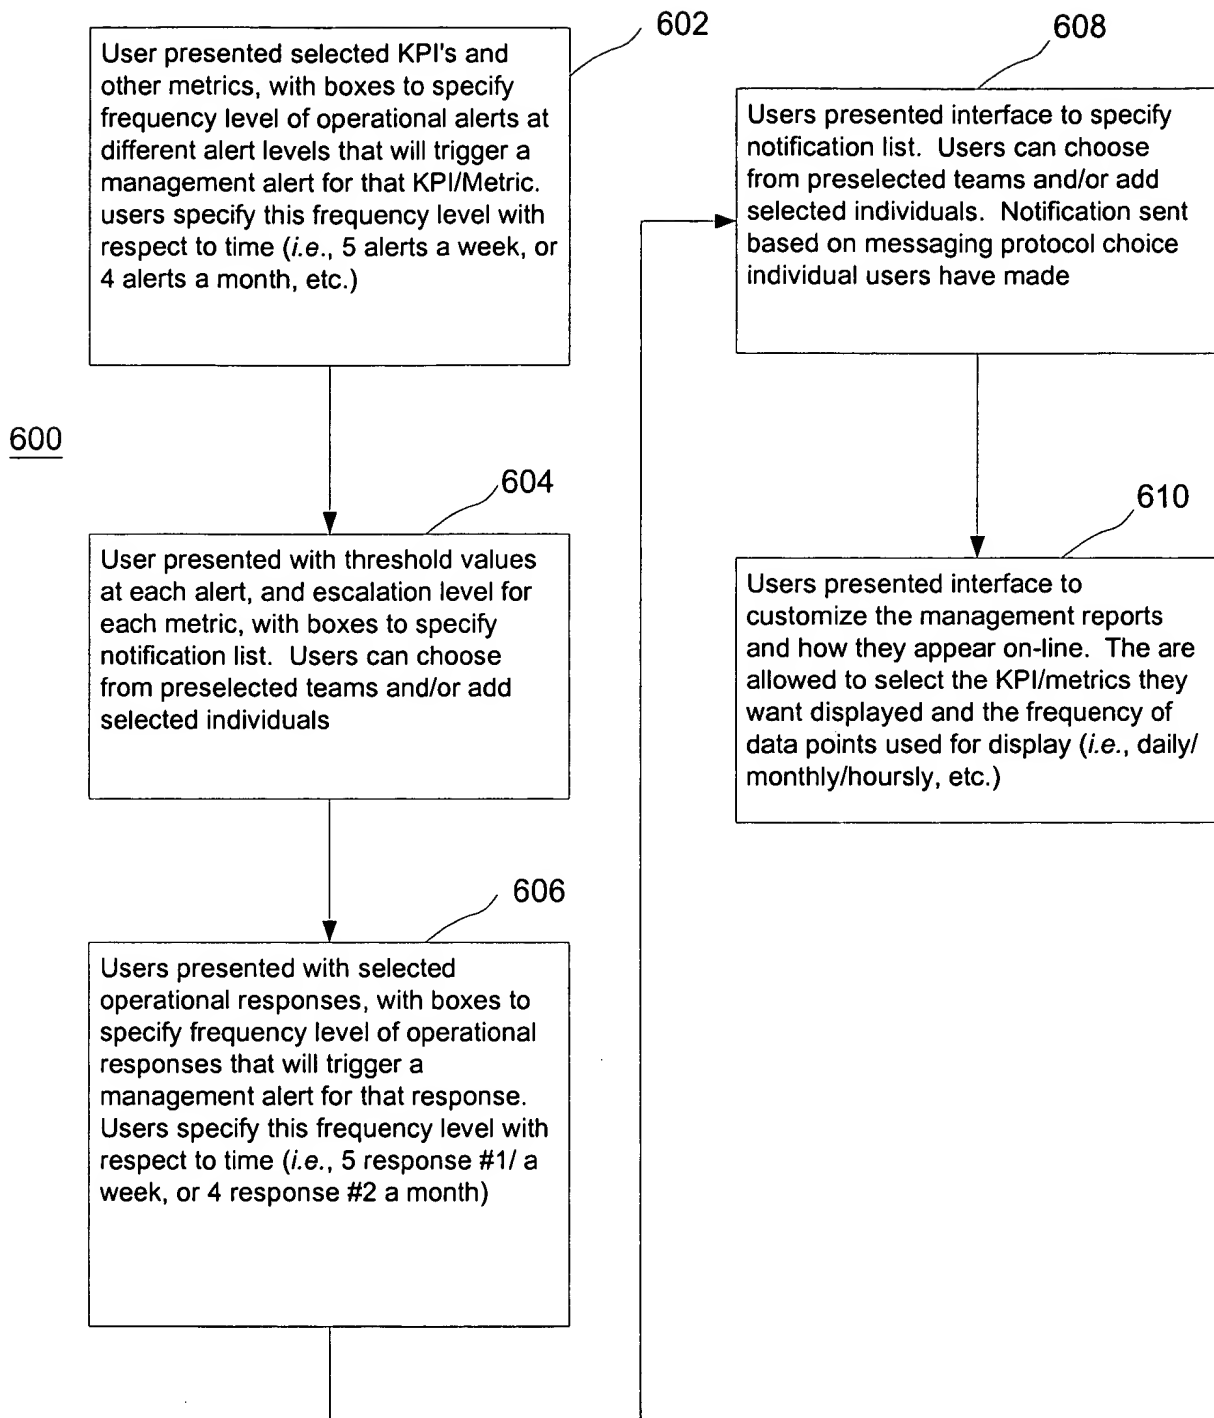 602
User presented selected KPI's and
other metrics, with boxes to specify
frequency level of operational alerts at
different alert levels that will trigger a
management alert for that KPI/Metric.
users specify this frequency level with
respect to time (i.e., 5 alerts a week, or
4 alerts a month, etc.)
600
604
User presented with threshold values
at each alert, and escalation level for
each metric, with boxes to specify
notification list. Users can choose
from preselected teams and/or add
selected individuals
606
Users presented with selected
operational responses, with boxes to
specify frequency level of operational
responses that will trigger a
management alert for that response.
Users specify this frequency level with
respect to time (i.e., 5 response #1/ a
week, or 4 response #2 a month)
608
Users presented interface to specify
notification list. Users can choose
from preselected teams and/or add
selected individuals. Notification sent
based on messaging protocol choice
individual users have made
610
Users presented interface to
customize the management reports
and how they appear on-line. The are
allowed to select the KPI/metrics they
want displayed and the frequency of
data points used for display (i.e., daily/
monthly/hoursly, etc.)